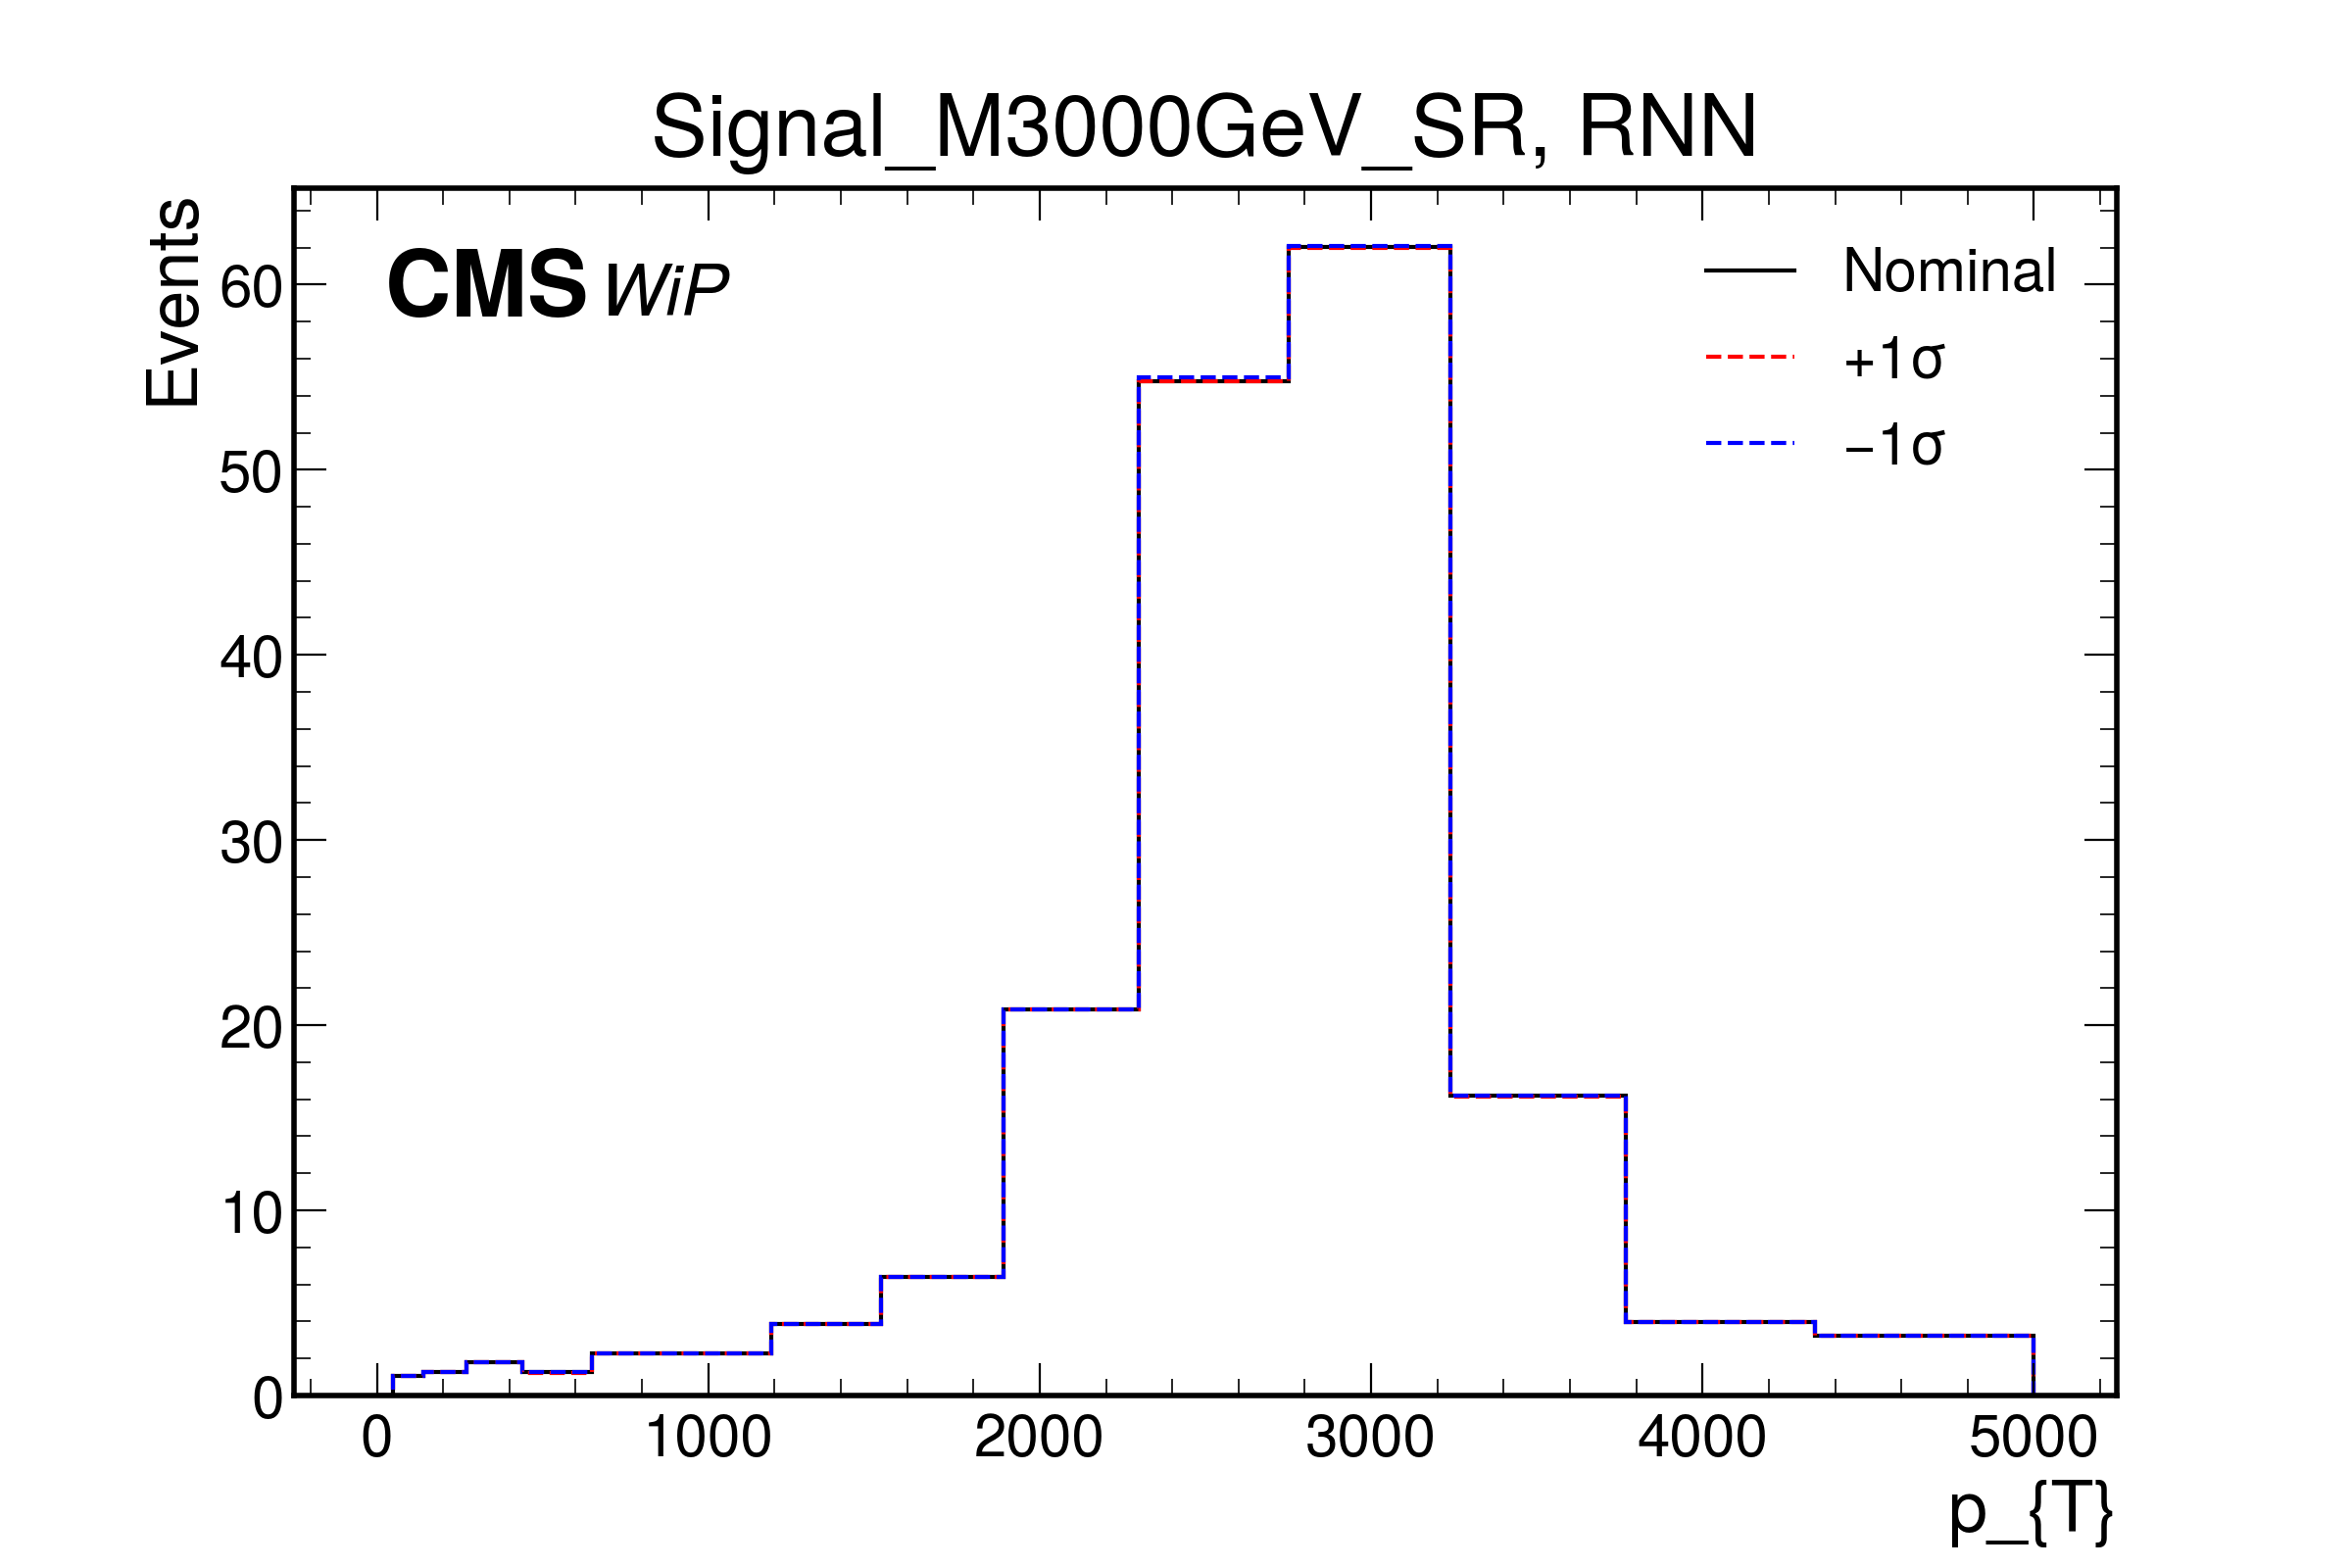 Signal_M3000GeV_SR, RNN
Events
CMS WiP
Nominal
+1σ
−1σ
60
50
40
30
20
10
0
0 1000 2000 3000 4000 5000
p_{T}